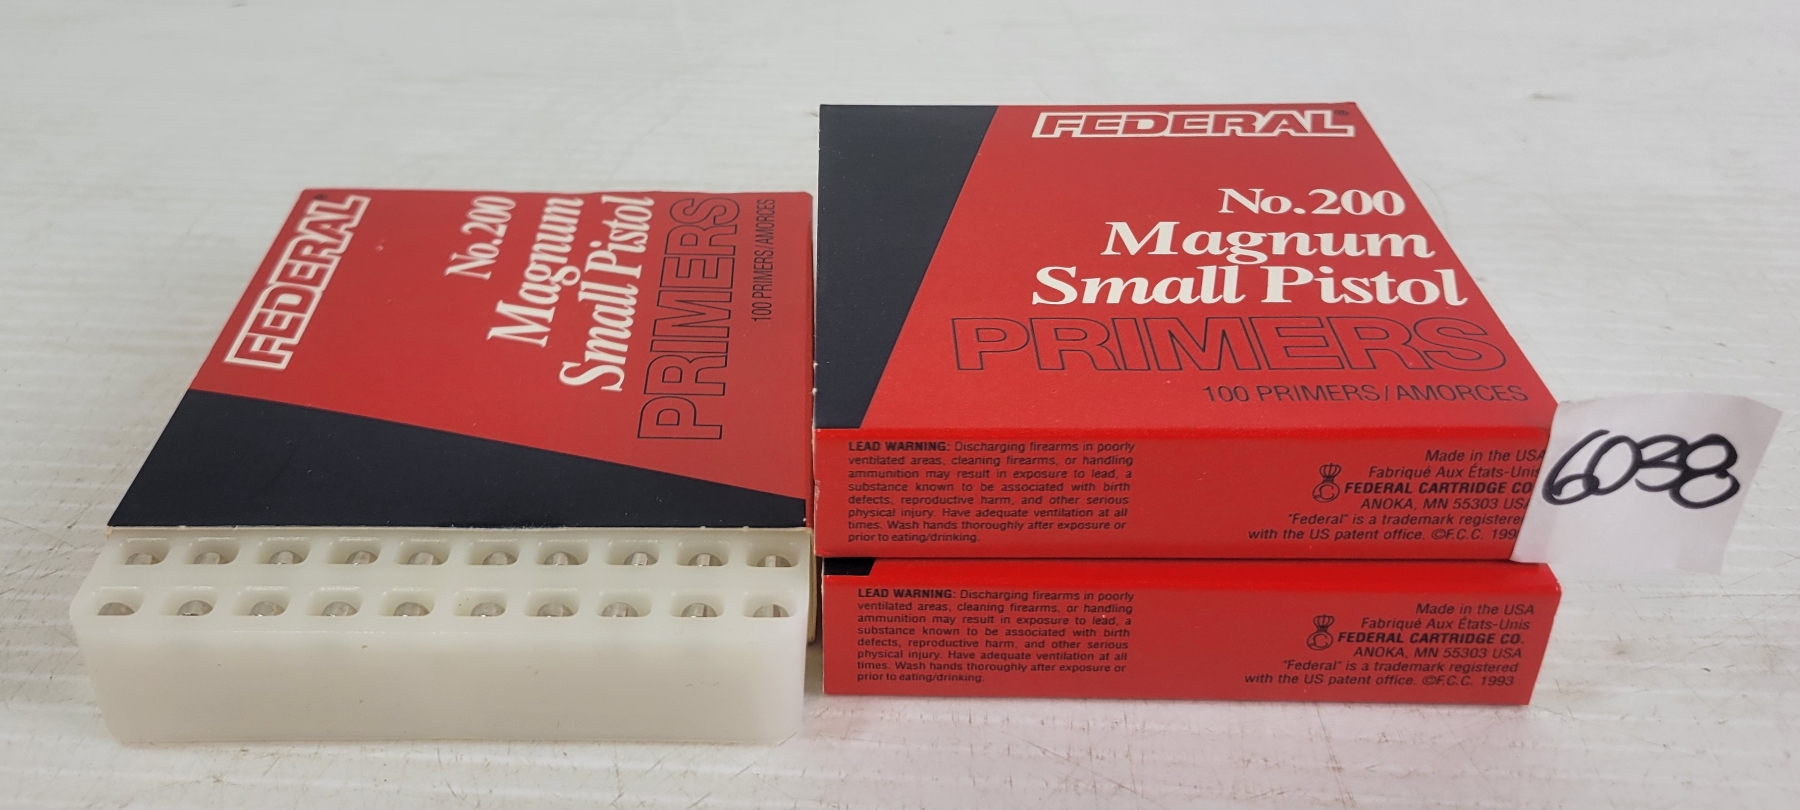 FEDERAL®
No. 200
Magnum
Small Pistol
PRIMERS
100 PRIMERS/AMORCES
FEDERAL®
No. 200
Magnum
Small Pistol
PRIMERS
100 PRIMERS/AMORCES
LEAD WARNING: Discharging firearms in poorly
ventilated areas, cleaning firearms, or handling
ammunition may result in exposure to lead, a
substance known to be associated with birth
defects, reproductive harm, and other serious
physical injury. Have adequate ventilation at all
times. Wash hands thoroughly after exposure or
prior to eating/drinking.
Made in the USA
Fabriqué Aux États-Unis
FEDERAL CARTRIDGE CO
ANOKA, MN 55303 USA
"Federal" is a trademark registered
with the US patent office. ©F.C.C. 199
6038
LEAD WARNING: Discharging firearms in poorly
ventilated areas, cleaning firearms, or handling
ammunition may result in exposure to lead, a
substance known to be associated with birth
defects, reproductive harm, and other serious
physical injury. Have adequate ventilation at all
times. Wash hands thoroughly after exposure or
prior to eating/drinking.
Made in the USA
Fabriqué Aux États-Unis
FEDERAL CARTRIDGE CO.
ANOKA, MN 55303 USA
"Federal" is a trademark registered
with the US patent office. ©F.C.C. 1993